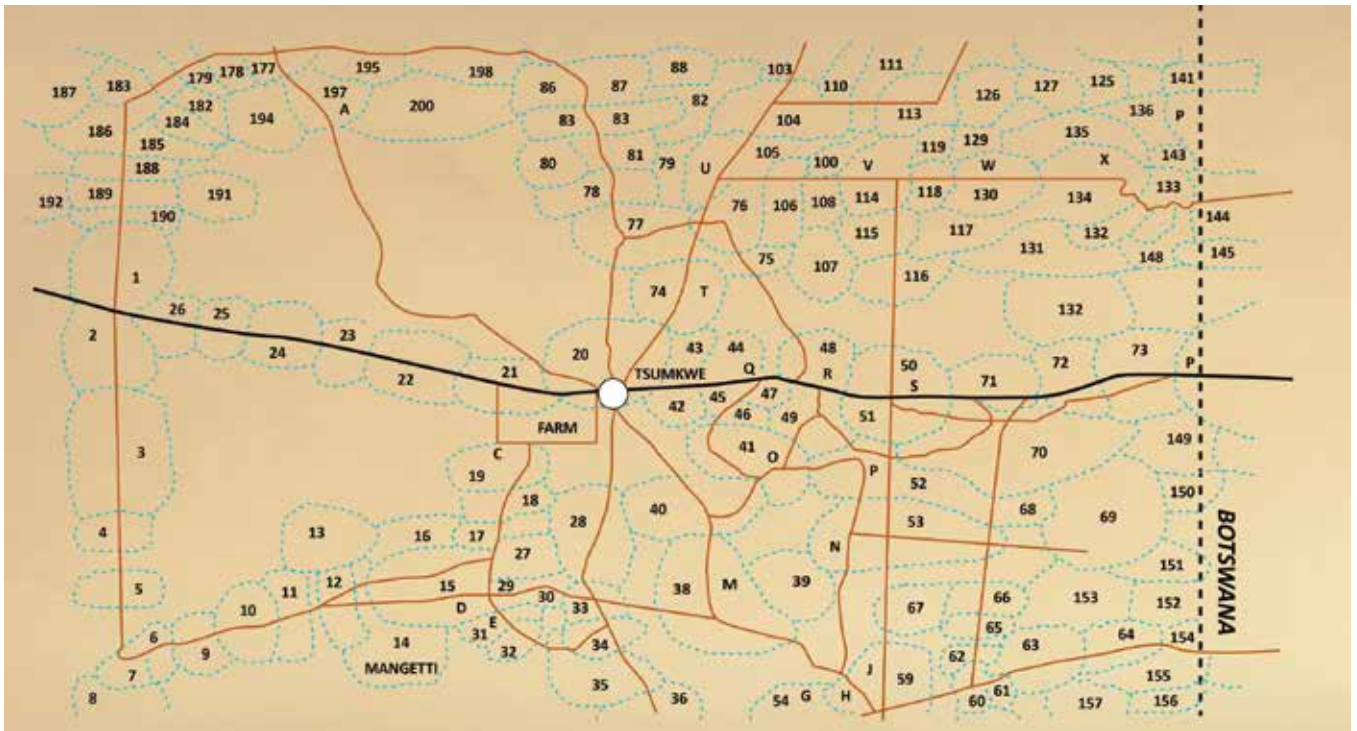 187 183 179 178 177 195 198 86 87 88 103 110 111 126 127 125 141
186 184 182 194 197 A 200 83 83 82 104 113 136 P
185 188 80 81 79 U 105 100 V 119 129 W 135 X 143
192 189 190 191 78 77 76 106 108 114 118 130 134 133
1 75 107 115 117 131 132 148 144 145
26 25 74 T 116 132
2 24 23 22 21 20 43 44 Q 48 R 50 S 71 72 73 P
TSUMKWE
FARM 42 45 46 47 49 51
3 C 19 18 41 O P 52 70 149
4 13 16 17 28 40 N 53 68 69 150
5 12 11 10 15 27 29 30 33 38 M 39 67 66 153 151 152
BOTSWANA
6 9 D E 31 32 34 65 63 64 154
7 14 35 J 59 62 155
MANGETTI
8 36 54 G H 60 61 157 156